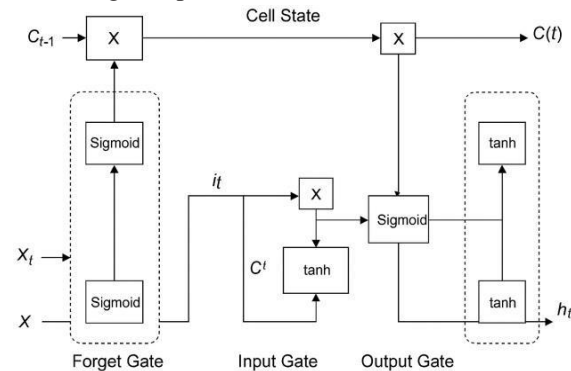 Cell State
C_{t-1}
X
X
C(t)
Sigmoid
tanh
i_t
X
Sigmoid
X_t
C^t
tanh
Sigmoid
tanh
X
h_t
Forget Gate
Input Gate
Output Gate